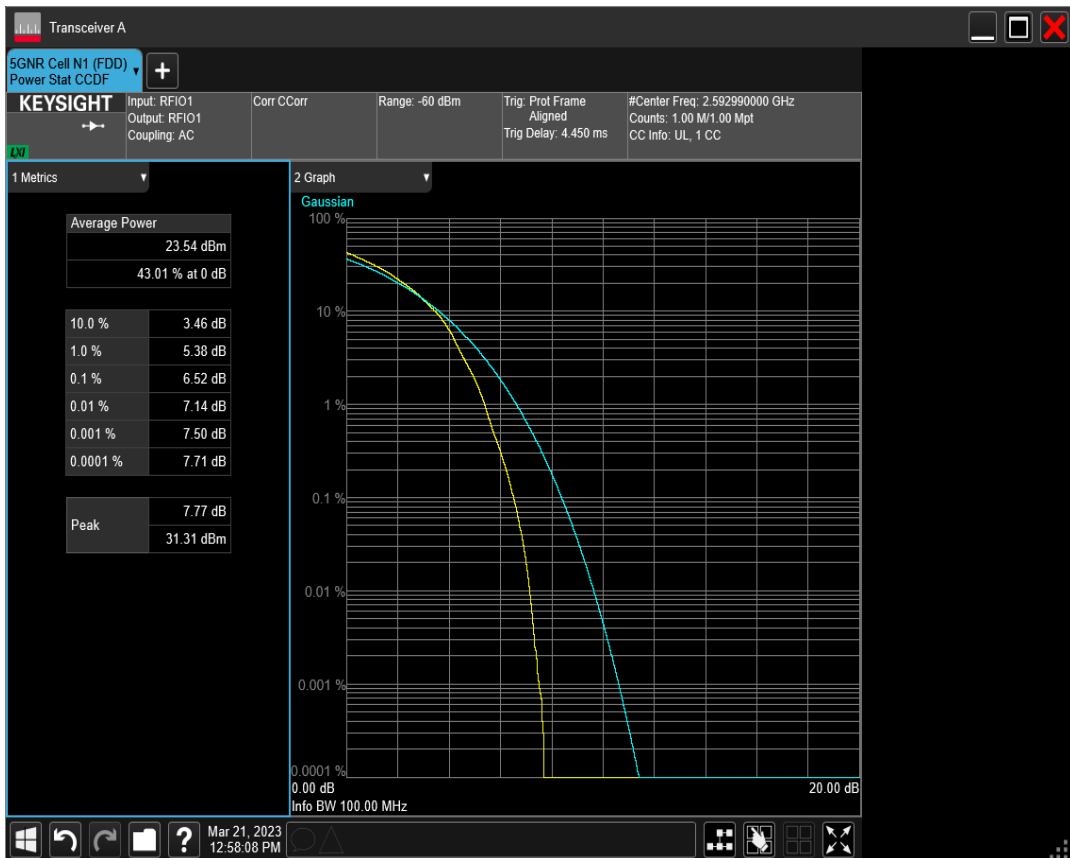 Transceiver A
5GNR Cell N1 (FDD)
Power Stat CCDF
KEYSIGHT
LXI
Input: RFIO1
Output: RFIO1
Coupling: AC
Corr CCorr
Range: -60 dBm
Trig: Prot Frame
Aligned
Trig Delay: 4.450 ms
#Center Freq: 2.592990000 GHz
Counts: 1.00 M/1.00 Mpt
CC Info: UL, 1 CC
1 Metrics
Average Power
23.54 dBm
43.01 % at 0 dB
10.0 % 3.46 dB
1.0 % 5.38 dB
0.1 % 6.52 dB
0.01 % 7.14 dB
0.001 % 7.50 dB
0.0001 % 7.71 dB
Peak
7.77 dB
31.31 dBm
2 Graph
Gaussian
100 %
10 %
1 %
0.1 %
0.01 %
0.001 %
0.0001 %
0.00 dB 20.00 dB
Info BW 100.00 MHz
?
Mar 21, 2023
12:58:08 PM